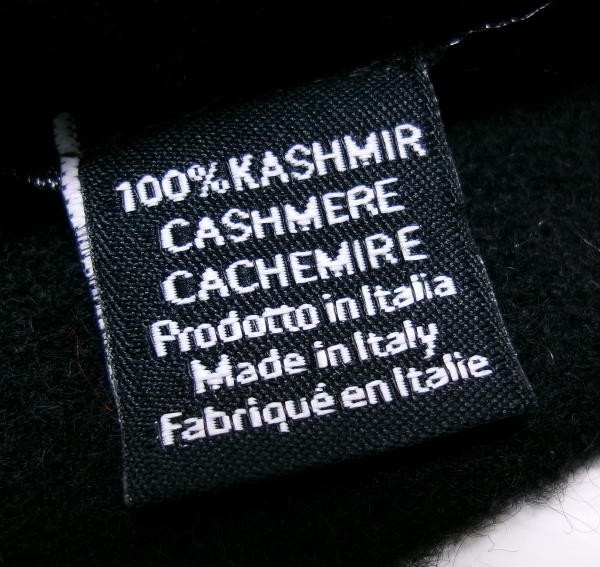 100% KASHMIR
CASHMERE
CACHEMIRE
Prodotto in Italia
Made in Italy
Fabriqué en Italie